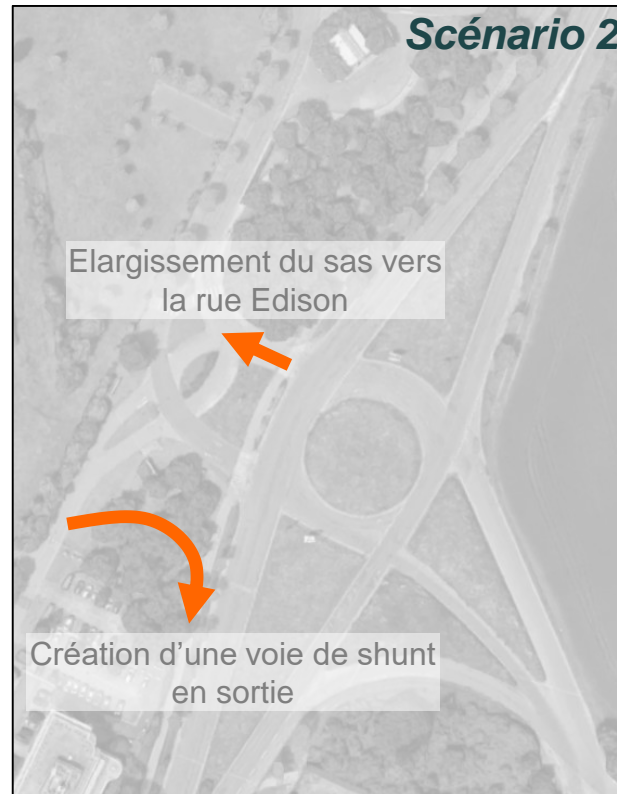 Scénario 2
Elargissement du sas vers
la rue Edison
Création d’une voie de shunt
en sortie